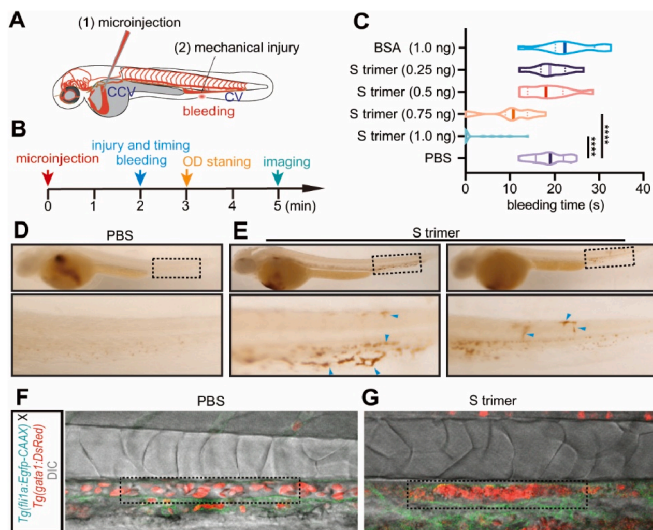 A
(1) microinjection
(2) mechanical injury
CCV
CV
bleeding
B
microinjection
injury and timing
bleeding
OD staning
imaging
0
1
2
3
4
5 (min)
C
BSA (1.0 ng)
S trimer (0.25 ng)
S trimer (0.5 ng)
S trimer (0.75 ng)
S trimer (1.0 ng)
PBS
****
****
0
10
20
30
40
bleeding time (s)
D
PBS
E
S trimer
F
PBS
G
S trimer
Tg(fli1a:Egfp-CAAX) X
Tg(gata1:DsRed)
DIC